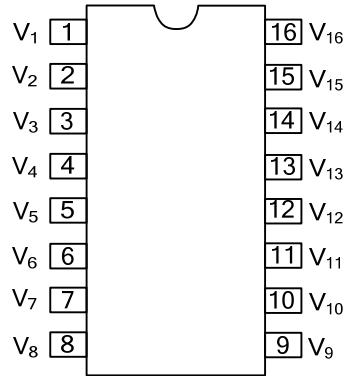 V₁ 1 16 V₁₆
V₂ 2 15 V₁₅
V₃ 3 14 V₁₄
V₄ 4 13 V₁₃
V₅ 5 12 V₁₂
V₆ 6 11 V₁₁
V₇ 7 10 V₁₀
V₈ 8 9 V₉